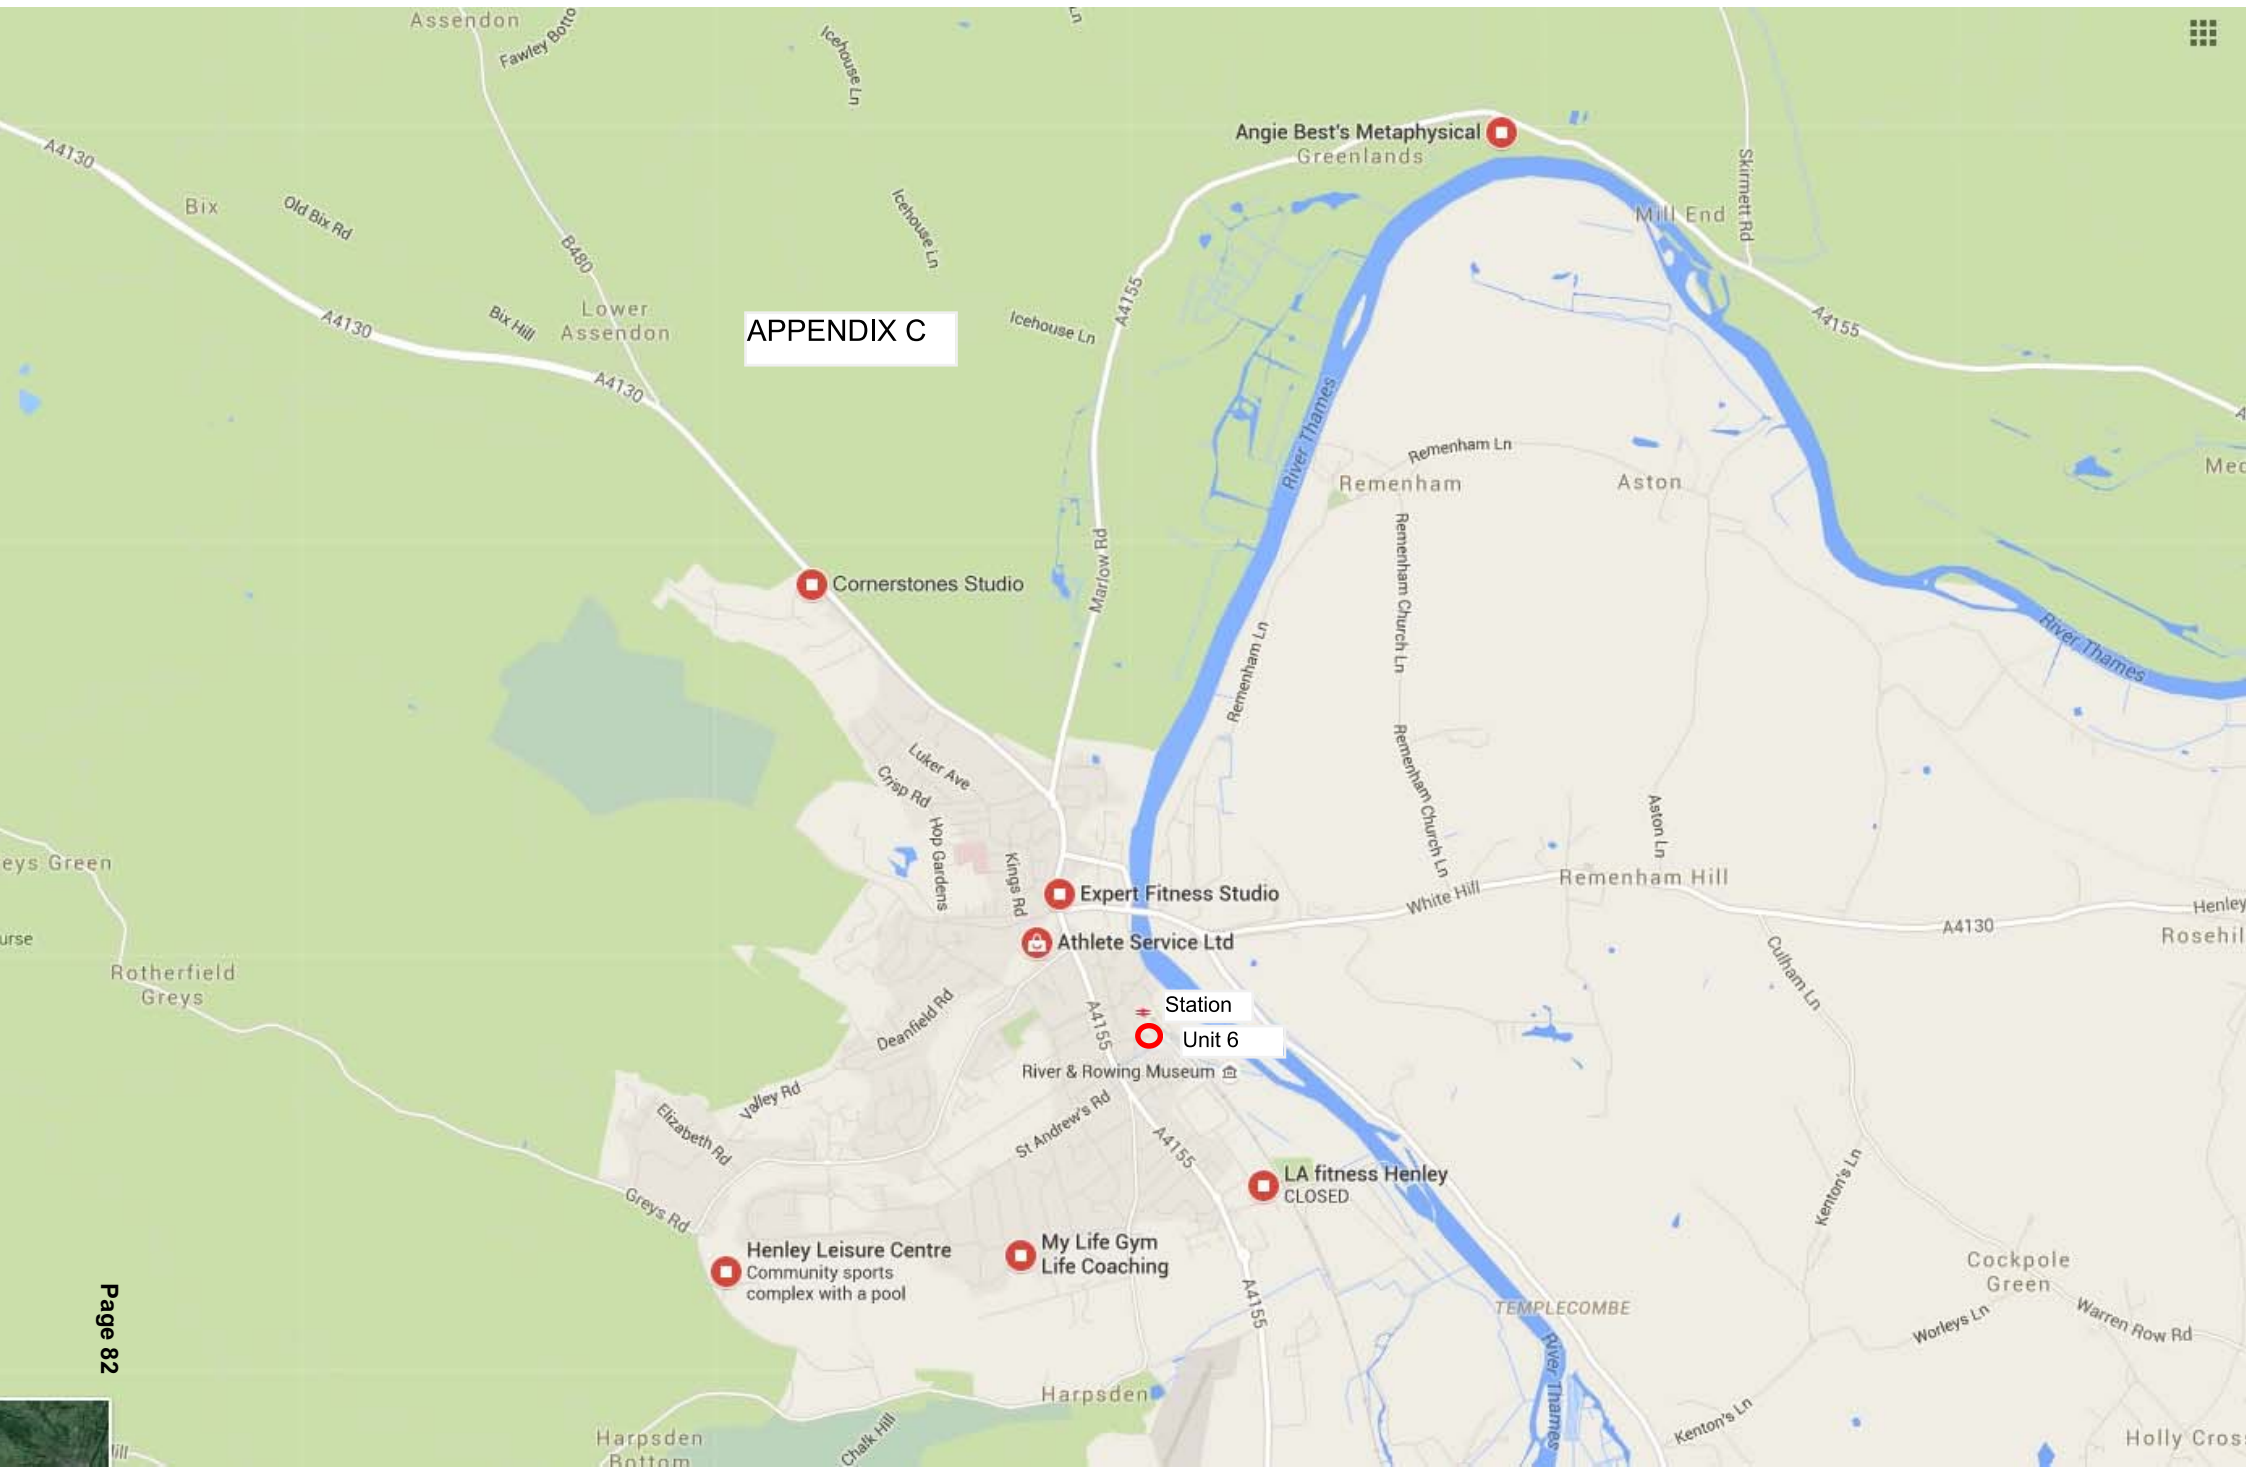 Assendon
Fawley Botto
Icehouse Ln
Ln
Angie Best's Metaphysical
Greenlands
A4130
Bix
Old Bix Rd
Icehouse Ln
Skirmett Rd
Mill End
B480
A4155
A4130
Bix Hill
Lower
Assendon
APPENDIX C
Icehouse Ln
A4155
A4130
River Thames
Remenham Ln
Remenham
Aston
Med
Marlow Rd
Remenham Church Ln
Cornerstones Studio
Remenham Ln
River Thames
Luker Ave
Crisp Rd
Hop Gardens
Kings Rd
Remenham Church Ln
Aston Ln
eys Green
Remenham Hill
Expert Fitness Studio
White Hill
Henley
A4130
Rosehil
urse
Athlete Service Ltd
Culham Ln
Rotherfield
Greys
Deanfield Rd
A4155
Station
Unit 6
River & Rowing Museum
Valley Rd
Elizabeth Rd
St Andrew's Rd
A4155
LA fitness Henley
CLOSED
Kenton's Ln
Greys Rd
Henley Leisure Centre
Community sports
complex with a pool
My Life Gym
Life Coaching
A4155
Cockpole
Green
TEMPLECOMBE
Worleys Ln
Warren Row Rd
Page 82
River Thames
Harpsden
Kenton's Ln
Harpsden
Bottom
Chalk Hill
Holly Cros